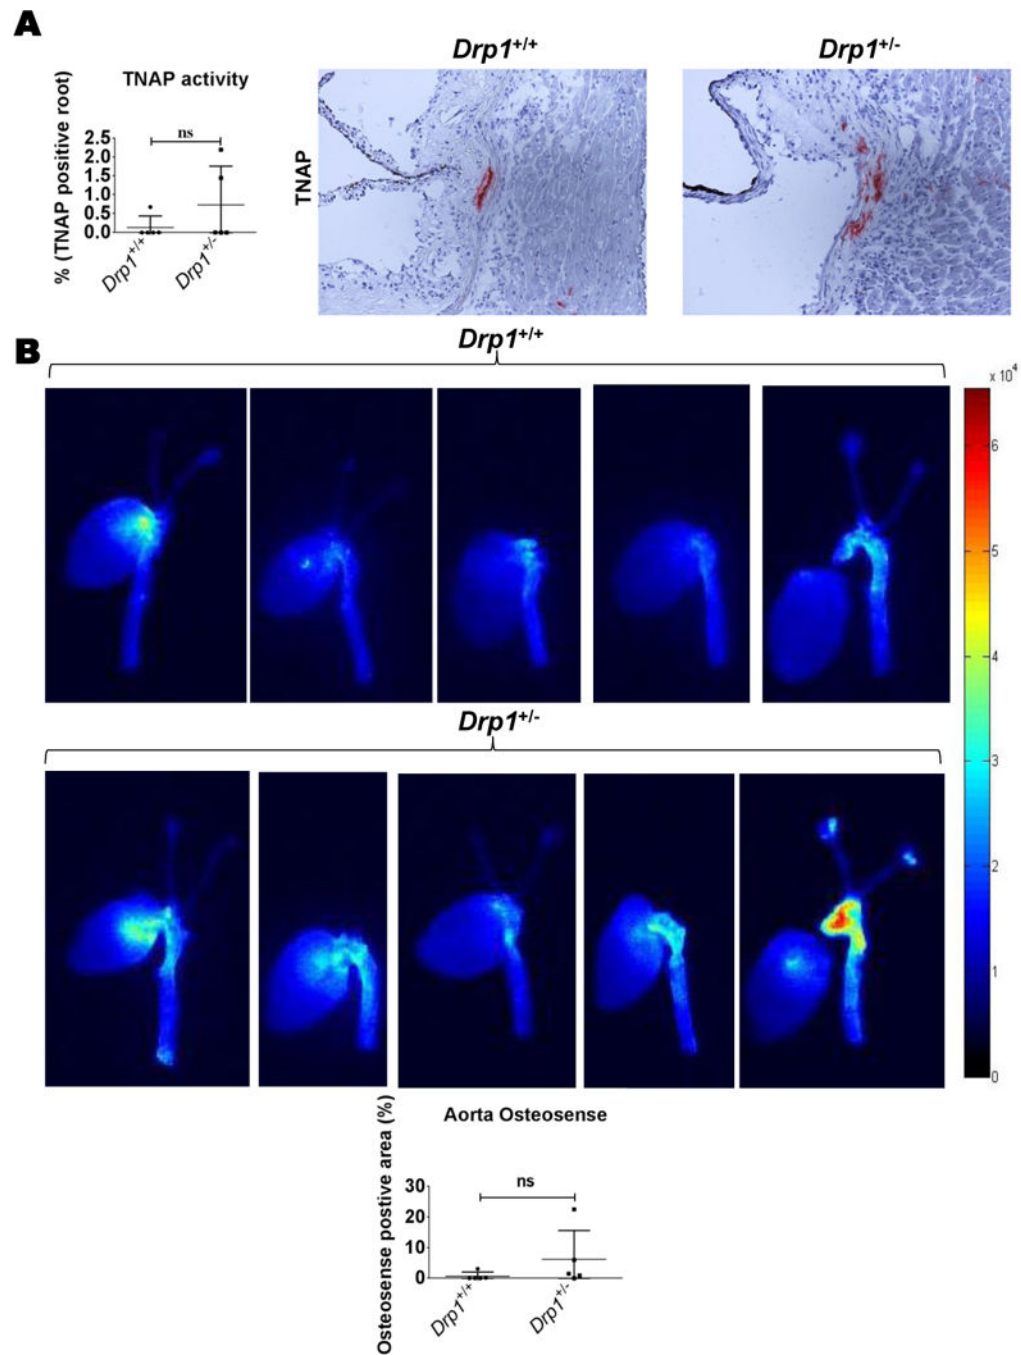 A
TNAP activity
% (TNAP positive root)
2.5
2.0
1.5
1.0
0.5
0.0
ns
Drp1+/+
Drp1+/-
TNAP
Drp1+/+
Drp1+/-
B
Drp1+/+
x 10⁴
6
5
4
3
2
1
0
Drp1+/-
Aorta Osteosense
Osteosense postive area (%)
30
20
10
0
ns
Drp1+/+
Drp1+/-